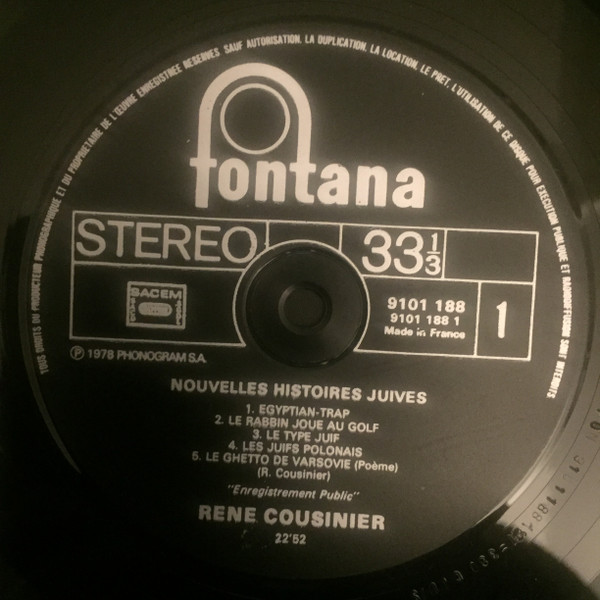 TOUS DROITS DU PRODUCTEUR PHONOGRAPHIQUE ET DU PROPRIETAIRE DE L'ŒUVRE ENREGISTREE RESERVES. SAUF AUTORISATION, LA DUPLICATION, LA LOCATION, LE PRET, L'UTILISATION DE CE DISQUE POUR EXECUTION PUBLIQUE ET RADIODIFFUSION SONT INTERDITS
fontana
STEREO
33 1/3
SACEM
9101 188
9101 188 1
Made in France
1
℗ 1978 PHONOGRAM S.A.
NOUVELLES HISTOIRES JUIVES
1. EGYPTIAN-TRAP
2. LE RABBIN JOUE AU GOLF
3. LE TYPE JUIF
4. LES JUIFS POLONAIS
5. LE GHETTO DE VARSOVIE (Poème)
(R. Cousinier)
"Enregistrement Public"
RENE COUSINIER
22'52